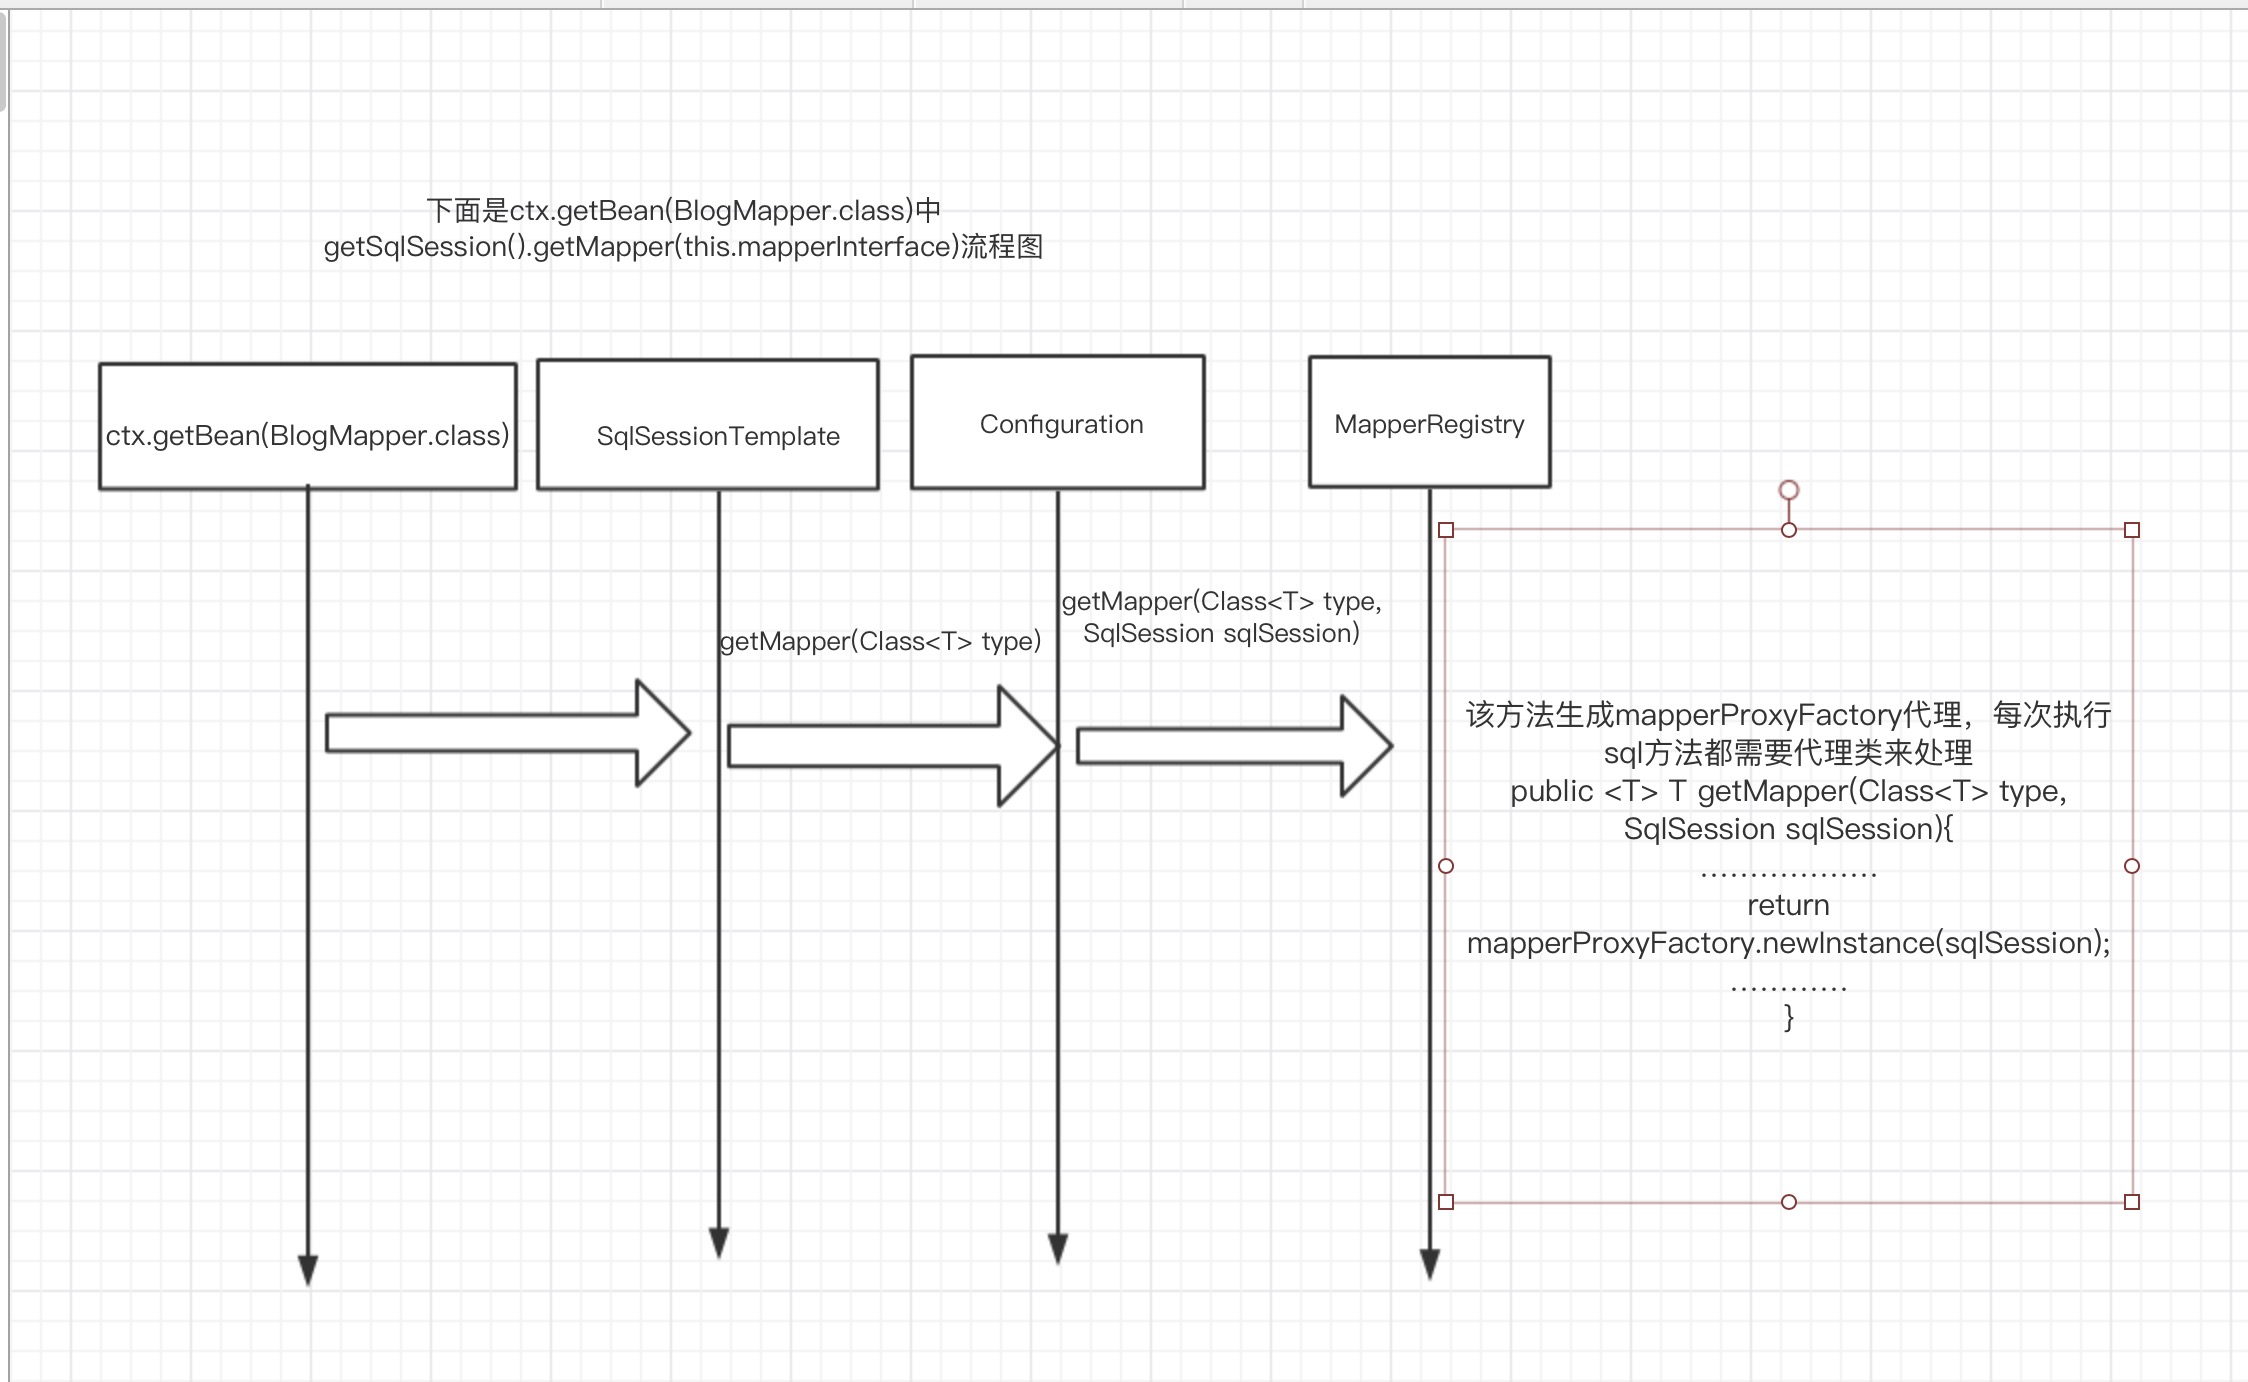 下面是ctx.getBean(BlogMapper.class)中
getSqlSession().getMapper(this.mapperInterface)流程图
ctx.getBean(BlogMapper.class)
SqlSessionTemplate
Configuration
MapperRegistry
getMapper(Class<T> type)
getMapper(Class<T> type,
SqlSession sqlSession)
该方法生成mapperProxyFactory代理，每次执行
sql方法都需要代理类来处理
public <T> T getMapper(Class<T> type,
SqlSession sqlSession){
..................
return
mapperProxyFactory.newInstance(sqlSession);
............
}